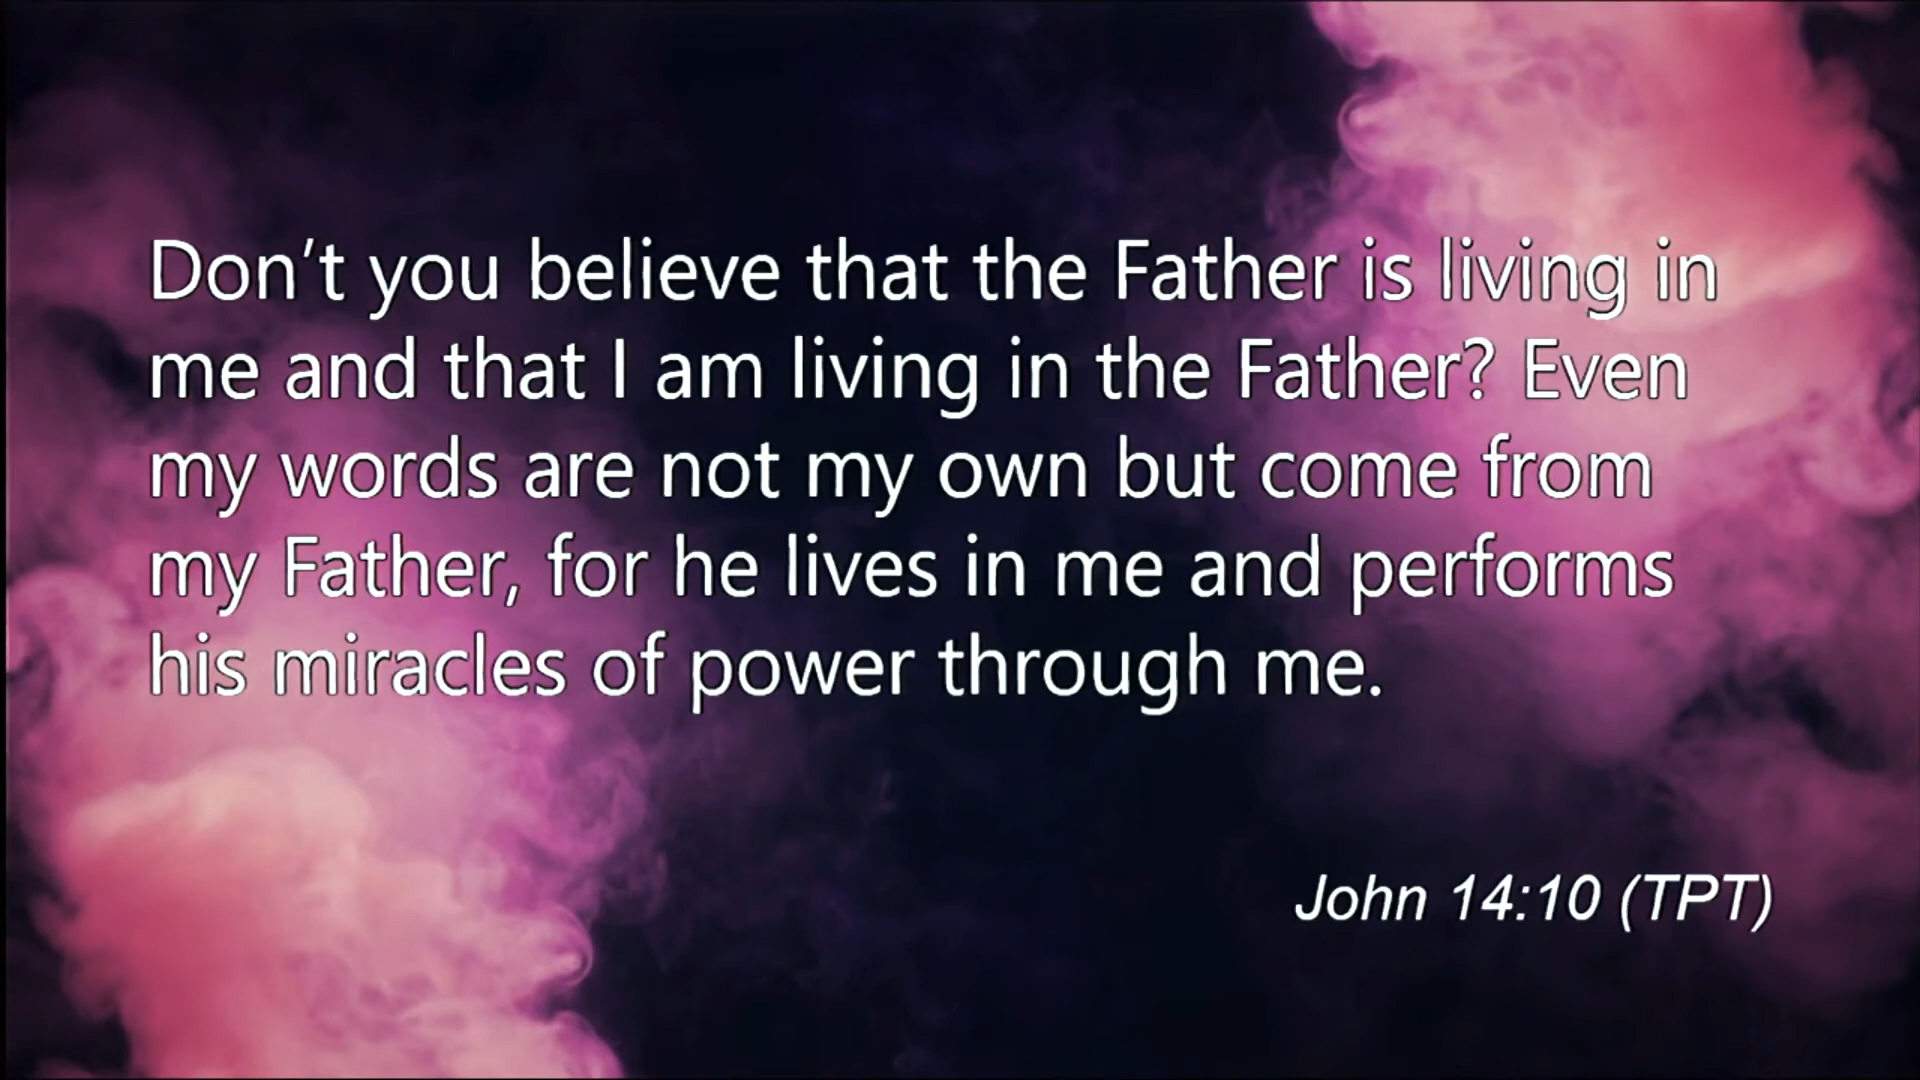 Don’t you believe that the Father is living in
me and that I am living in the Father? Even
my words are not my own but come from
my Father, for he lives in me and performs
his miracles of power through me.
John 14:10 (TPT)